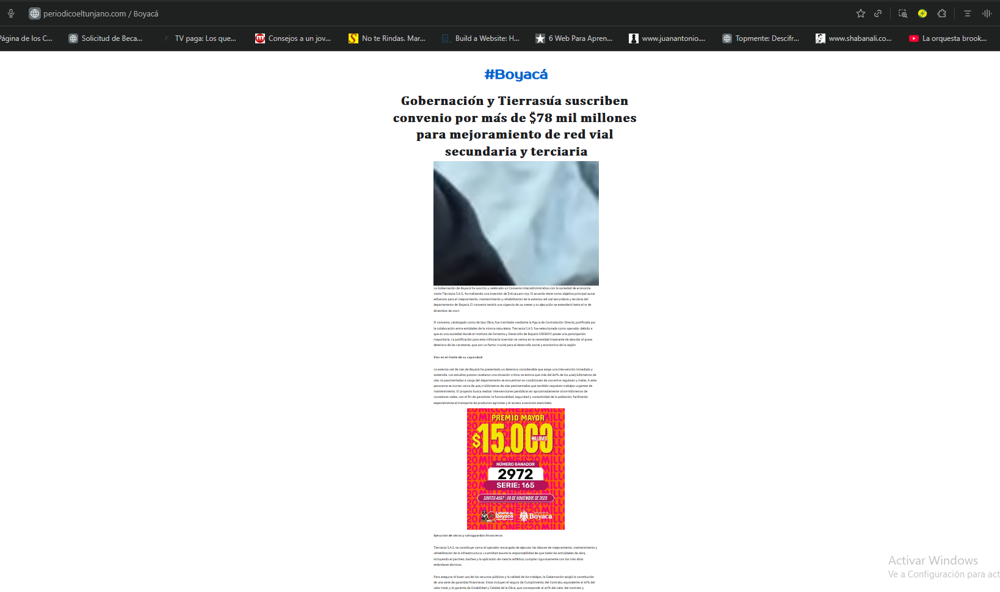 periodicoeltunjano.com / Boyacá
Página de los C...
Solicitud de Beca...
TV paga: Los que...
Consejos a un jov...
No te Rindas. Mar...
Build a Website: H...
6 Web Para Apren...
www.juanantonio....
Topmente: Descifr...
www.shabanali.co...
La orquesta brook...
#Boyacá
Gobernación y Tierrasúa suscriben
convenio por más de $78 mil millones
para mejoramiento de red vial
secundaria y terciaria
La Gobernación de Boyacá ha suscrito y celebrado un Convenio Interadministrativo con la sociedad de economía
mixta Tierrasúa S.A.S., formalizando una inversión de El acuerdo tiene como objetivo principal aunar
esfuerzos para el mejoramiento, mantenimiento y rehabilitación de la extensa red vial secundaria y terciaria del
departamento de Boyacá. El convenio tendrá una vigencia de 24 meses y su ejecución se extenderá hasta el 31 de
diciembre de 2027.
El convenio, catalogado como de tipo Obra, fue tramitado mediante la figura de Contratación Directa, justificada por
la colaboración entre entidades de la misma naturaleza. Tierrasúa S.A.S. fue seleccionada como operador debido a
que es una sociedad donde el Instituto de Fomento y Desarrollo de Boyacá (IDEBOY) posee una participación
mayoritaria. La justificación para esta millonaria inversión se centra en la necesidad imperante de abordar el grave
deterioro de las carreteras, que son un factor crucial para el desarrollo social y económico de la región.
Vías en el límite de su capacidad
La extensa red de vías de Boyacá ha presentado un deterioro considerable que exige una intervención inmediata y
sostenida. Los estudios previos revelaron una situación crítica: se estima que más del 60% de los kilómetros de
vías no pavimentadas a cargo del departamento se encuentran en condiciones de uso entre regulares y malas. A este
panorama se suman cerca de 406,71 kilómetros de vías pavimentadas que también requieren trabajos urgentes de
mantenimiento. El proyecto busca realizar intervenciones periódicas en aproximadamente kilómetros de
corredores viales, con el fin de garantizar la funcionalidad, seguridad y conectividad de la población, facilitando
especialmente el transporte de productos agrícolas y el acceso a servicios esenciales.
PREMIO MAYOR
$15.000
MILLONES
NÚMERO GANADOR
2972
SERIE: 165
SORTEO 4597 | 08 DE NOVIEMBRE DE 2025
Lotería de
Boyacá
Boyacá
Ejecución de obras y salvaguardas financieras
Tierrasúa S.A.S. se constituye como el operador encargado de ejecutar las labores de mejoramiento, mantenimiento y
rehabilitación de la infraestructura. La entidad asume la responsabilidad de que todas las actividades de obra,
incluyendo el parcheo, bacheo y la aplicación de mezcla asfáltica, cumplan rigurosamente con los más altos
estándares técnicos.
Para asegurar el buen uso de los recursos públicos y la calidad de los trabajos, la Gobernación exigió la constitución
de una serie de garantías financieras. Estas incluyen el seguro de Cumplimiento del Contrato, equivalente al 10% del
valor total, y la garantía de Estabilidad y Calidad de la Obra, que corresponde al 20% del valor del contrato y
Activar Windows
Ve a Configuración para act